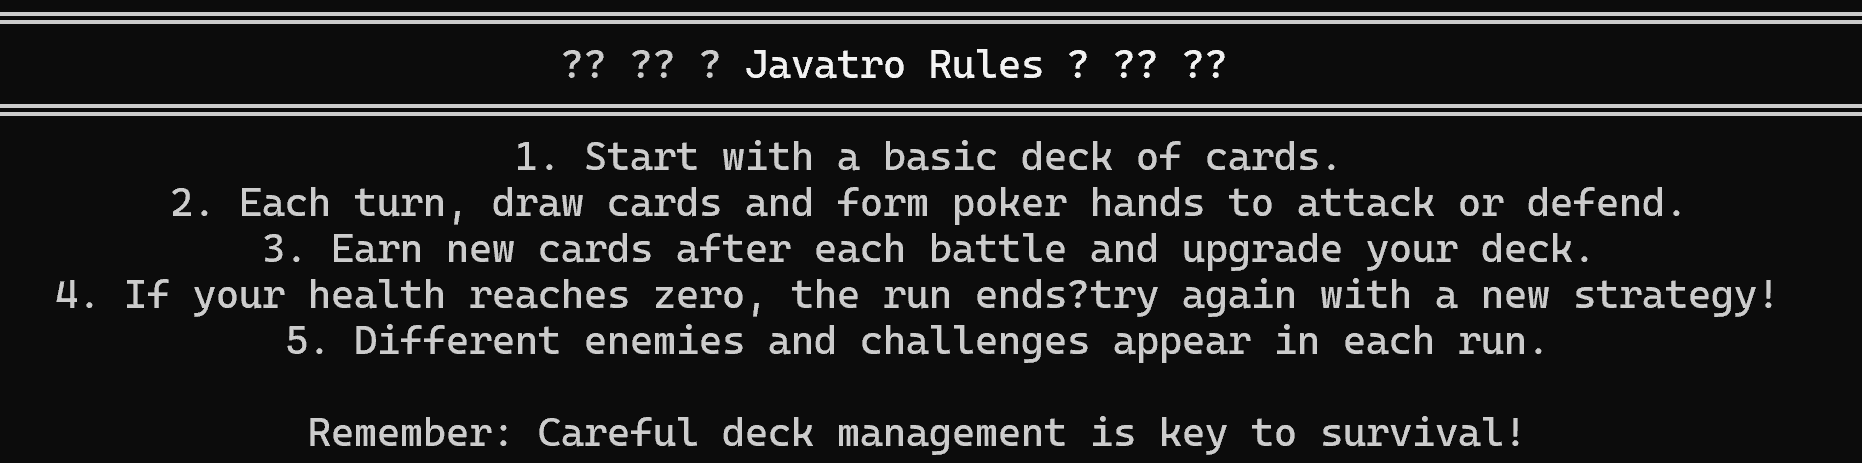 ?? ?? ? Javatro Rules ? ?? ??
1. Start with a basic deck of cards.
2. Each turn, draw cards and form poker hands to attack or defend.
3. Earn new cards after each battle and upgrade your deck.
4. If your health reaches zero, the run ends?try again with a new strategy!
5. Different enemies and challenges appear in each run.
Remember: Careful deck management is key to survival!